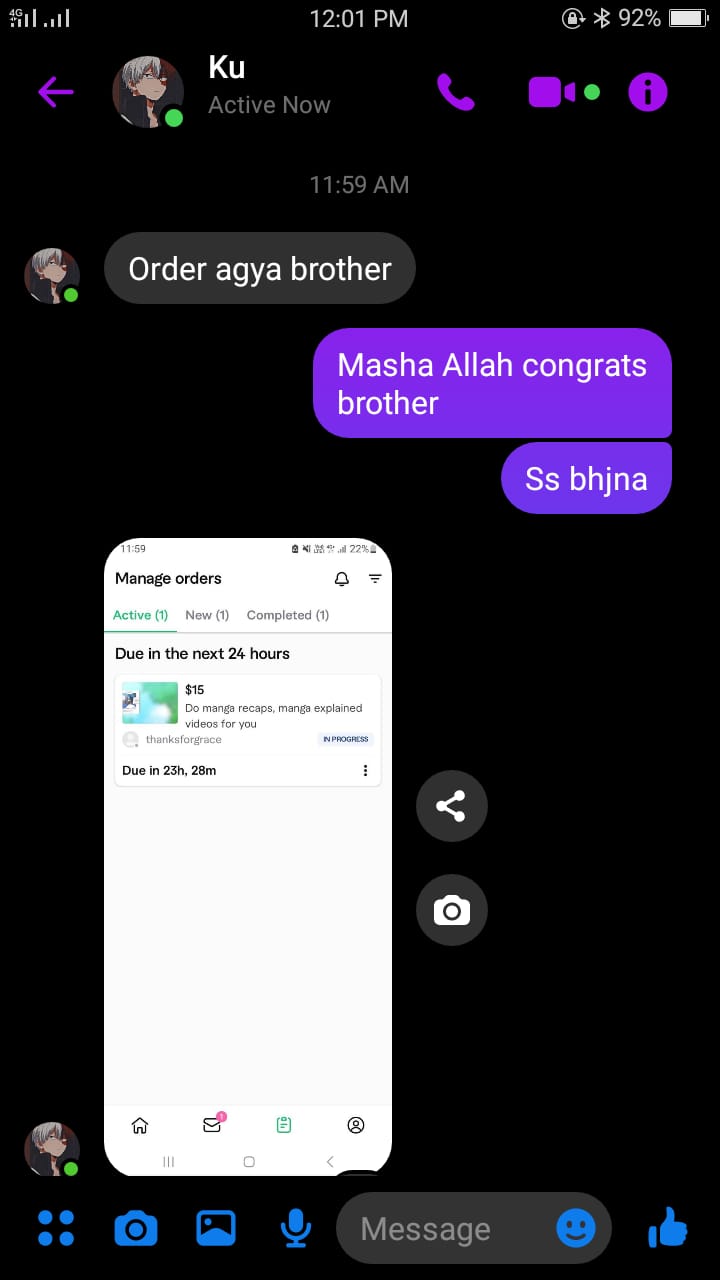 4G 12:01 PM 92%
Ku
Active Now
11:59 AM
Order agya brother
Masha Allah congrats
brother
Ss bhjna
11:59 22%
Manage orders
Active (1) New (1) Completed (1)
Due in the next 24 hours
$15
Do manga recaps, manga explained
videos for you
thanksforgrace IN PROGRESS
Due in 23h, 28m
1
Message